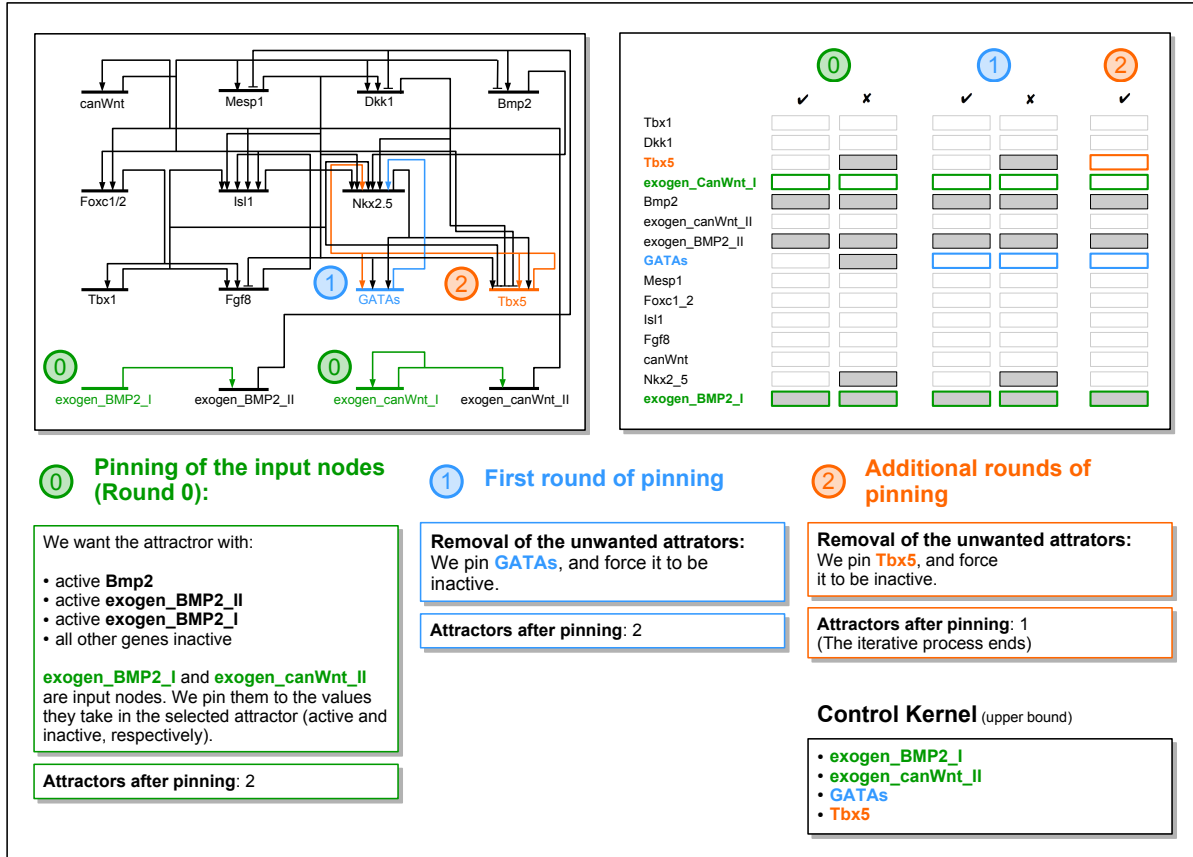 canWnt
Mesp1
Dkk1
Bmp2
Foxc1/2
Isl1
Nkx2.5
1
2
Tbx1
Fgf8
GATAs
Tbx5
0
0
exogen_BMP2_I
exogen_BMP2_II
exogen_canWnt_I
exogen_canWnt_II
0
1
2
✔ ✘ ✔ ✘ ✔
Tbx1
Dkk1
Tbx5
exogen_CanWnt_I
Bmp2
exogen_canWnt_II
exogen_BMP2_II
GATAs
Mesp1
Foxc1_2
Isl1
Fgf8
canWnt
Nkx2_5
exogen_BMP2_I
0
Pinning of the input nodes
(Round 0):
We want the attractror with:
• active Bmp2
• active exogen_BMP2_II
• active exogen_BMP2_I
• all other genes inactive
exogen_BMP2_I and exogen_canWnt_II
are input nodes. We pin them to the values
they take in the selected attractor (active and
inactive, respectively).
Attractors after pinning: 2
1
First round of pinning
Removal of the unwanted attrators:
We pin GATAs, and force it to be
inactive.
Attractors after pinning: 2
2
Additional rounds of
pinning
Removal of the unwanted attrators:
We pin Tbx5, and force
it to be inactive.
Attractors after pinning: 1
(The iterative process ends)
Control Kernel (upper bound)
• exogen_BMP2_I
• exogen_canWnt_II
• GATAs
• Tbx5